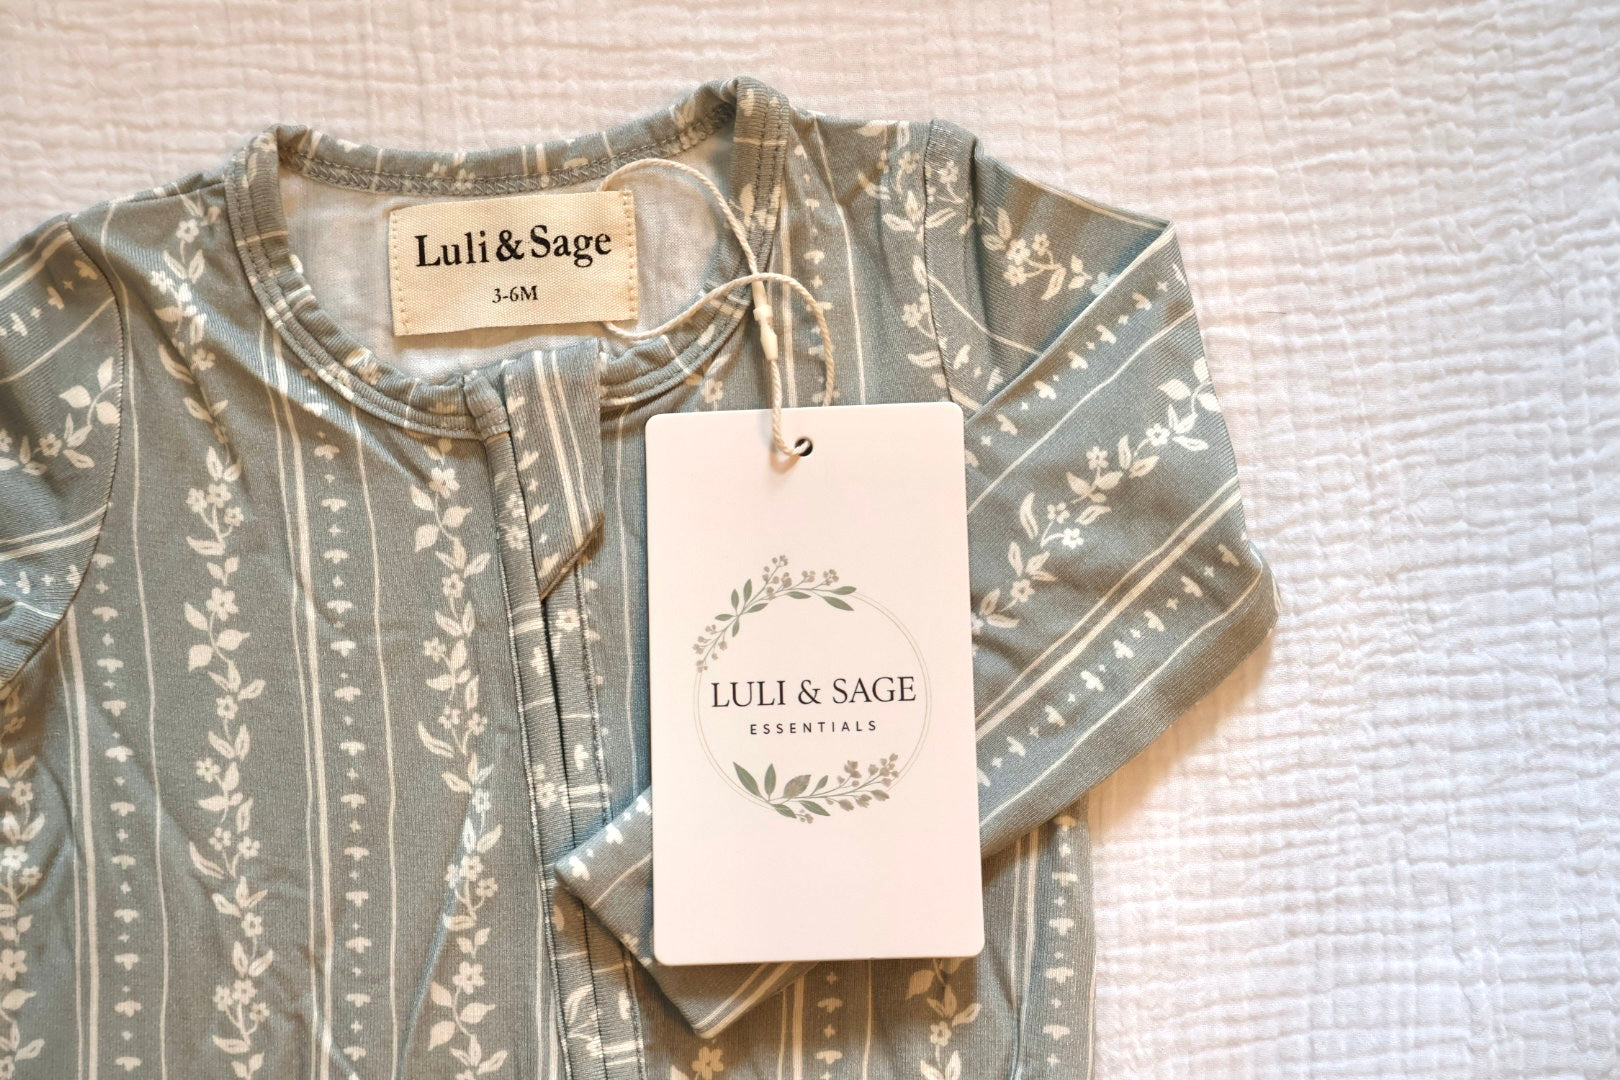 Luli & Sage
3-6M
LULI & SAGE
ESSENTIALS